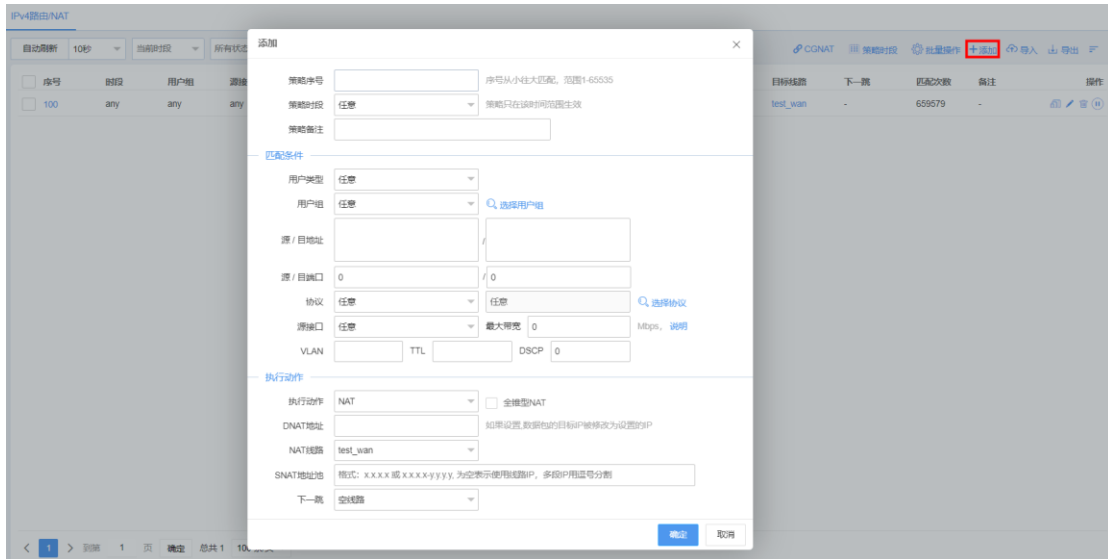 IPv4路由/NAT
自动刷新 10秒 当前时段 所有状态 CGNAT 策略时段 批量操作 添加 导入 导出
序号 时段 用户组 源接 目标线路 下一跳 匹配次数 备注 操作
100 any any any test_wan - 659579 -
添加
策略序号 序号从小往大匹配，范围1-65535
策略时段 任意 策略只在该时间范围生效
策略备注
匹配条件
用户类型 任意
用户组 任意 选择用户组
源 / 目地址 /
源 / 目端口 0 / 0
协议 任意 任意 选择协议
源接口 任意 最大带宽 0 Mbps， 说明
VLAN TTL DSCP 0
执行动作
执行动作 NAT 全锥型NAT
DNAT地址 如果设置,数据包的目标IP被修改为设置的IP
NAT线路 test_wan
SNAT地址池 格式：x.x.x.x 或 x.x.x.x-y.y.y.y, 为空表示使用线路IP，多段IP用逗号分割
下一跳 空线路
确定 取消
1 到第 1 页 确定 总共 1